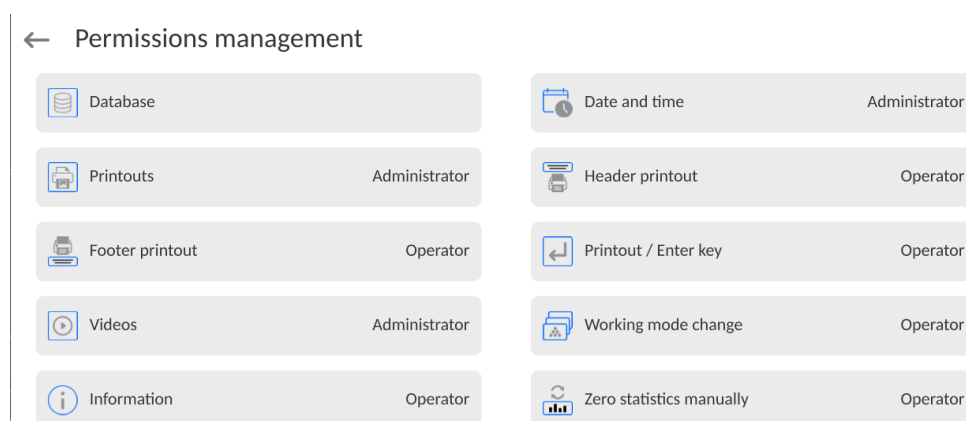 Permissions management
Database
Date and time Administrator
Printouts Administrator
Header printout Operator
Footer printout Operator
Printout / Enter key Operator
Videos Administrator
Working mode change Operator
Information Operator
Zero statistics manually Operator